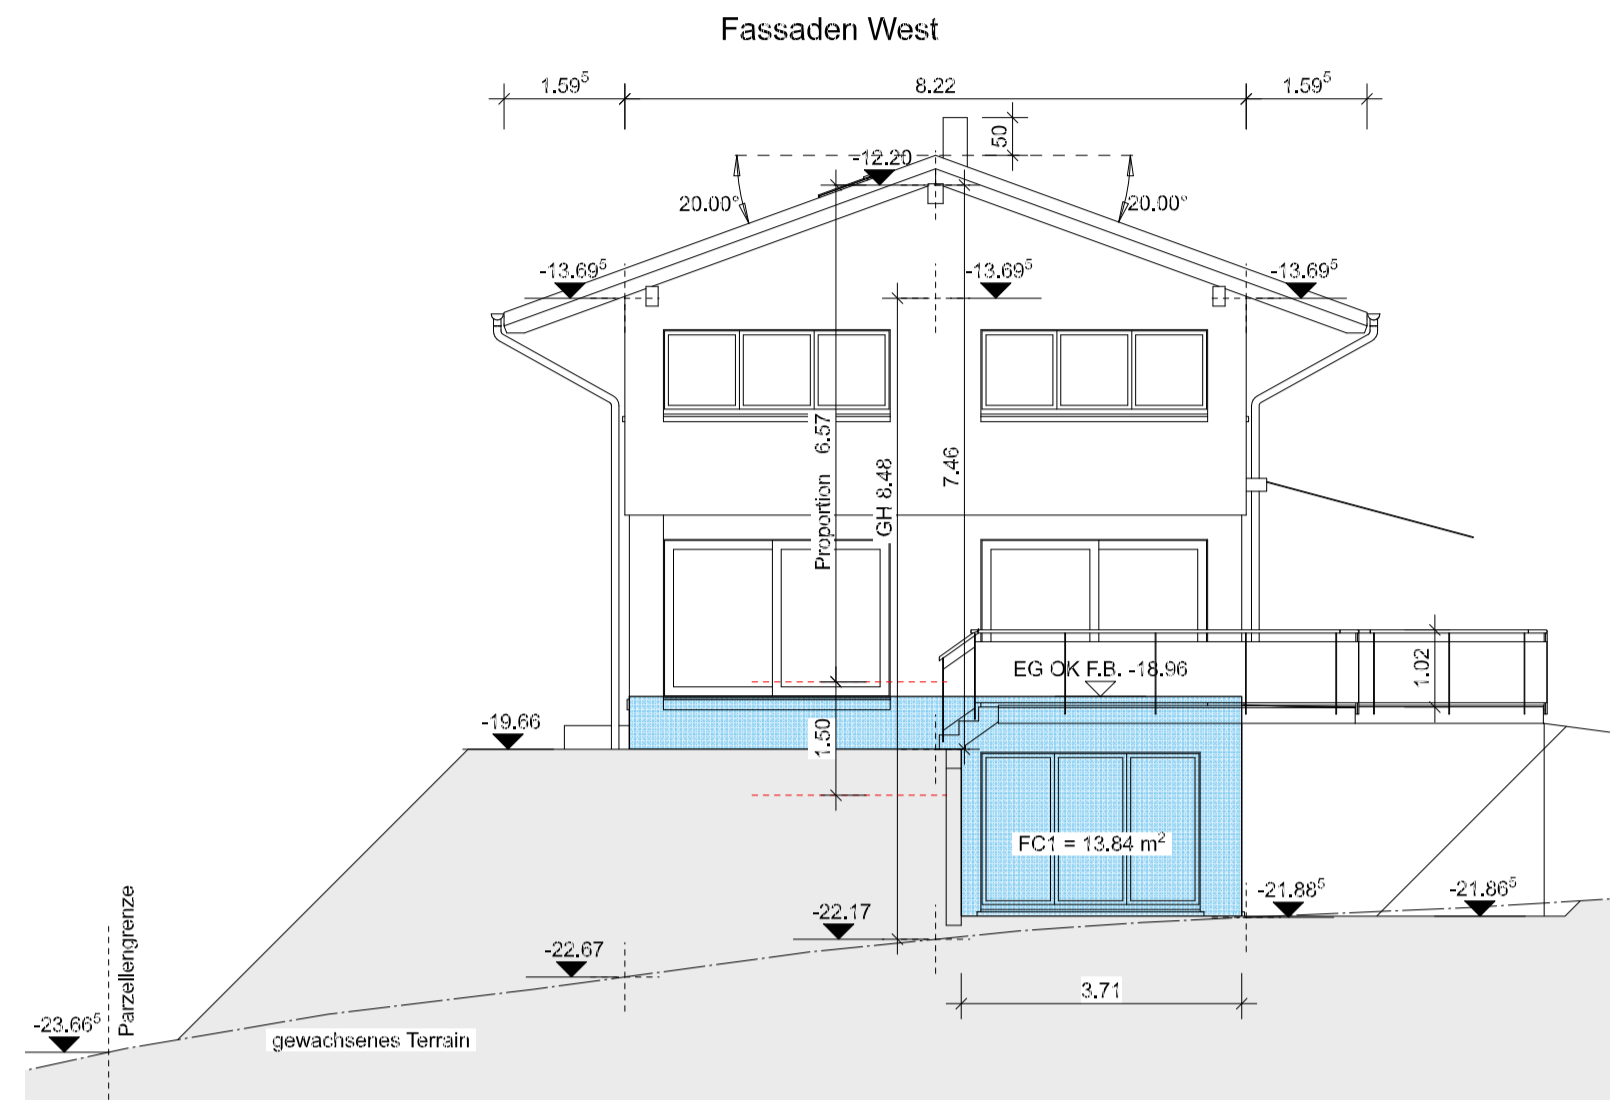 Fassaden West
1.59⁵
8.22
1.59⁵
50
-12.20
20.00°
20.00°
-13.69⁵
-13.69⁵
-13.69⁵
Proportion 6.57
GH 8.48
7.46
EG OK F.B. -18.96
1.02
-19.66
1.50
FC1 = 13.84 m²
-21.88⁵
-21.86⁵
-22.17
-22.67
3.71
Parzellengrenze
-23.66⁵
gewachsenes Terrain